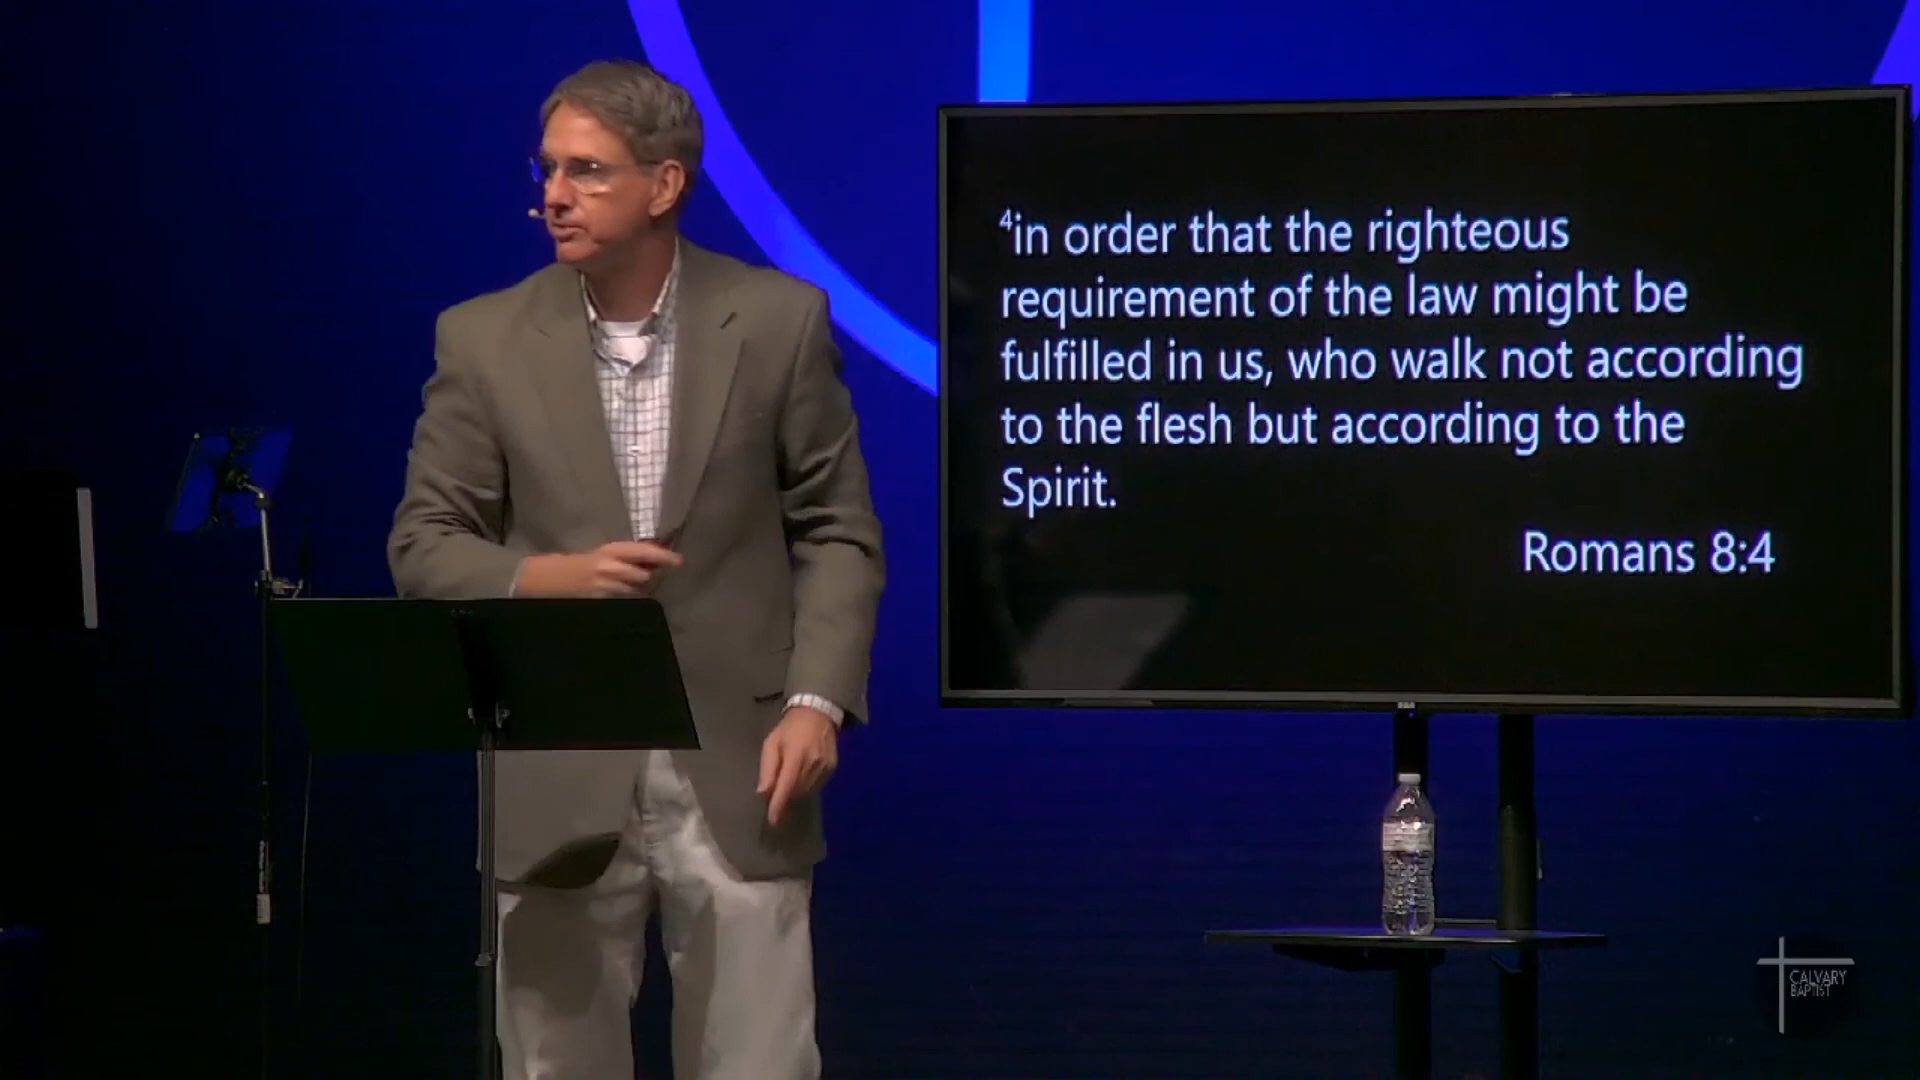 ⁴in order that the righteous
requirement of the law might be
fulfilled in us, who walk not according
to the flesh but according to the
Spirit.
Romans 8:4
CALVARY
BAPTIST